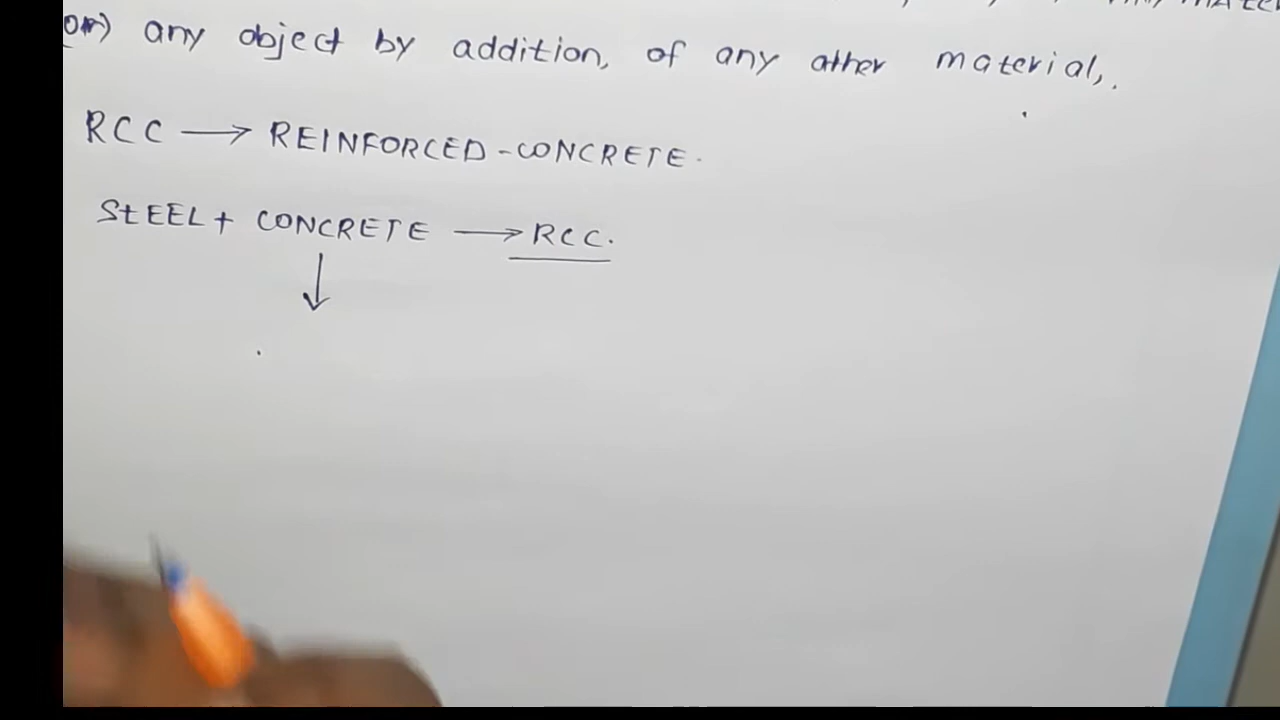 (or) any object by addition, of any other material,.
RCC → REINFORCED-CONCRETE.
STEEL + CONCRETE → RCC.